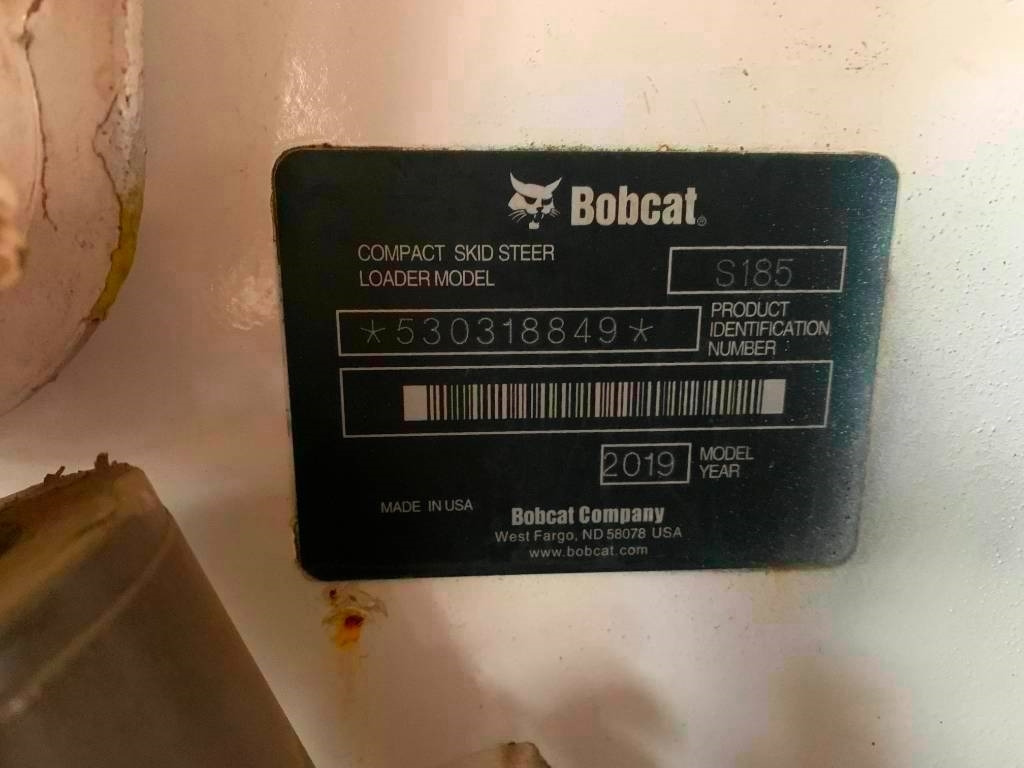 Bobcat®
COMPACT SKID STEER
LOADER MODEL
S185
*530318849*
PRODUCT
IDENTIFICATION
NUMBER
2019
MODEL
YEAR
MADE IN USA
Bobcat Company
West Fargo, ND 58078 USA
www.bobcat.com